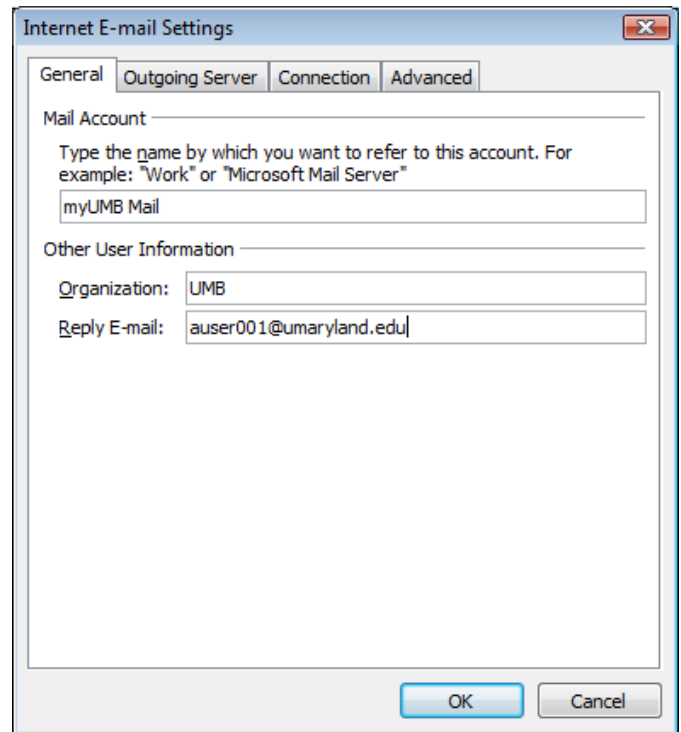 Internet E-mail Settings
General Outgoing Server Connection Advanced
Mail Account
Type the name by which you want to refer to this account. For
example: "Work" or "Microsoft Mail Server"
myUMB Mail
Other User Information
Organization: UMB
Reply E-mail: auser001@umaryland.edu
OK Cancel